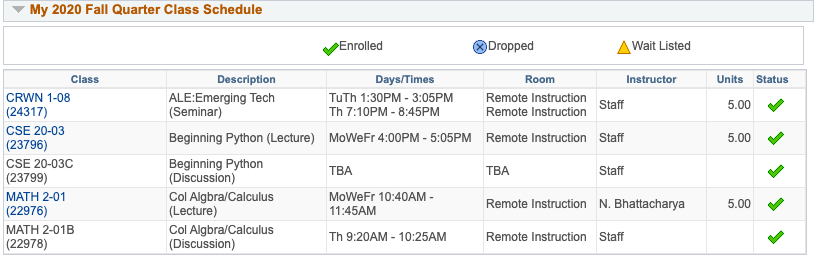 My 2020 Fall Quarter Class Schedule
Enrolled Dropped Wait Listed
Class Description Days/Times Room Instructor Units Status
CRWN 1-08 ALE:Emerging Tech TuTh 1:30PM - 3:05PM Remote Instruction Staff 5.00
(24317) (Seminar) Th 7:10PM - 8:45PM Remote Instruction
CSE 20-03 Beginning Python (Lecture) MoWeFr 4:00PM - 5:05PM Remote Instruction Staff 5.00
(23796)
CSE 20-03C Beginning Python TBA TBA Staff
(23799) (Discussion)
MATH 2-01 Col Algbra/Calculus MoWeFr 10:40AM - Remote Instruction N. Bhattacharya 5.00
(22976) (Lecture) 11:45AM
MATH 2-01B Col Algbra/Calculus Th 9:20AM - 10:25AM Remote Instruction Staff
(22978) (Discussion)